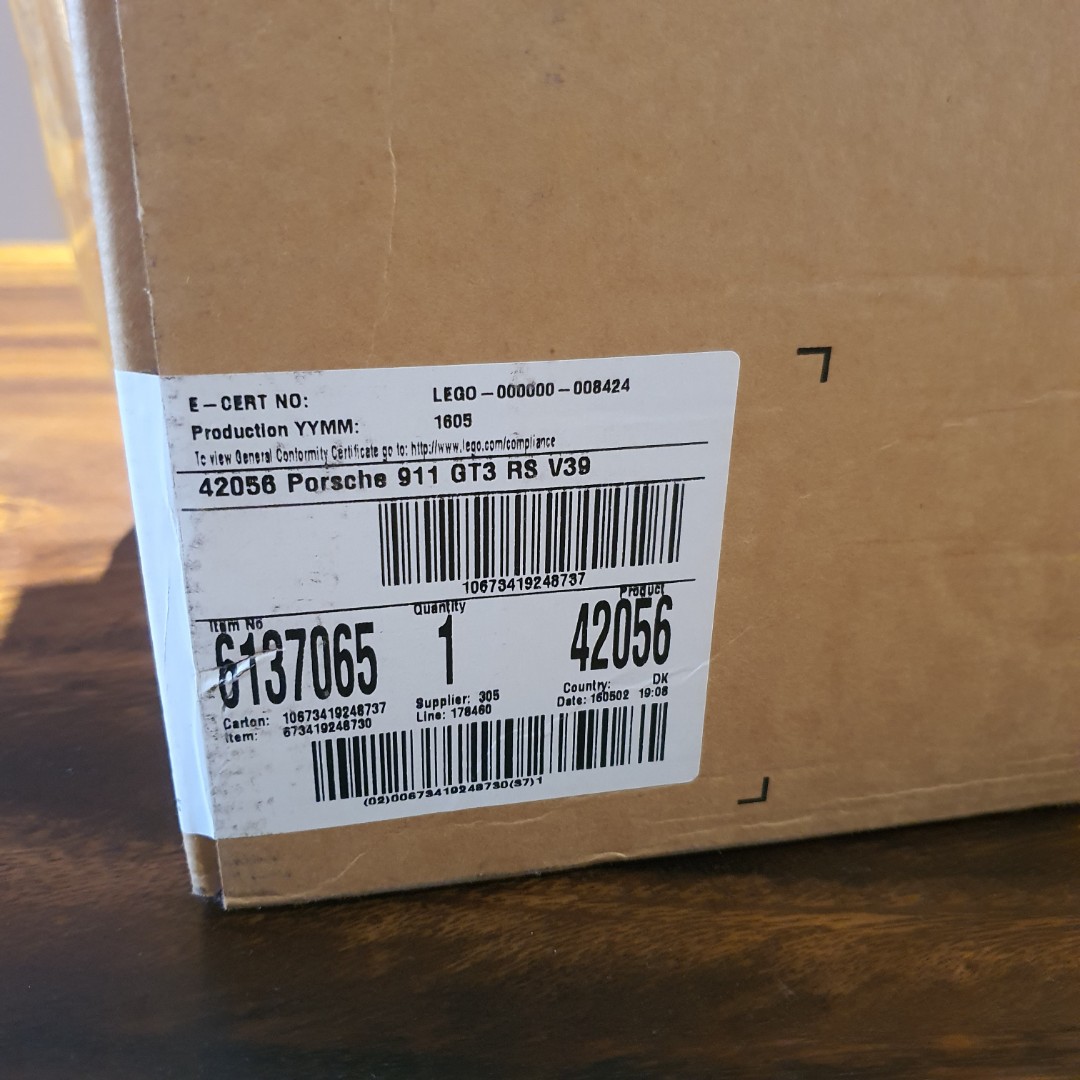 E-CERT NO: LEGO-000000-008424
Production YYMM: 1605
To view General Conformity Certificate go to: http://www.lego.com/compliance
42056 Porsche 911 GT3 RS V39
10673419248737
Item No Quantity Product
6137065 1 42056
Carton: 10673419248737 Supplier: 305 Country: DK
Item: 673419248730 Line: 178460 Date: 160502 19:08
(02)00673419248730(37)1